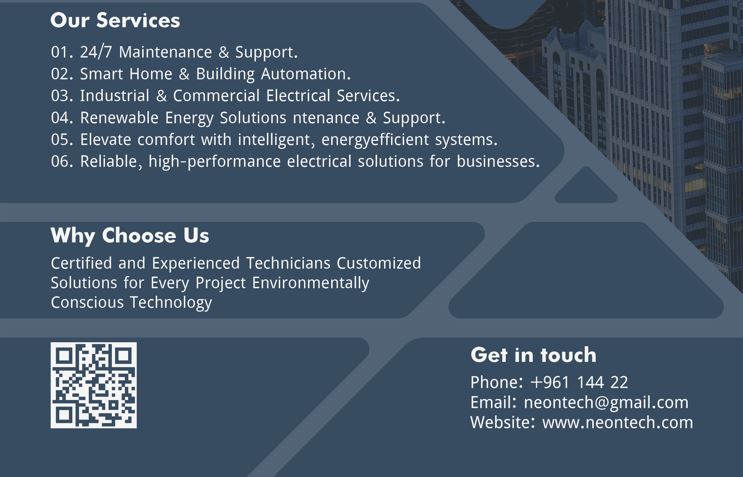 Our Services
01. 24/7 Maintenance & Support.
02. Smart Home & Building Automation.
03. Industrial & Commercial Electrical Services.
04. Renewable Energy Solutions ntenance & Support.
05. Elevate comfort with intelligent, energyefficient systems.
06. Reliable, high-performance electrical solutions for businesses.
Why Choose Us
Certified and Experienced Technicians Customized
Solutions for Every Project Environmentally
Conscious Technology
Get in touch
Phone: +961 144 22
Email: neontech@gmail.com
Website: www.neontech.com